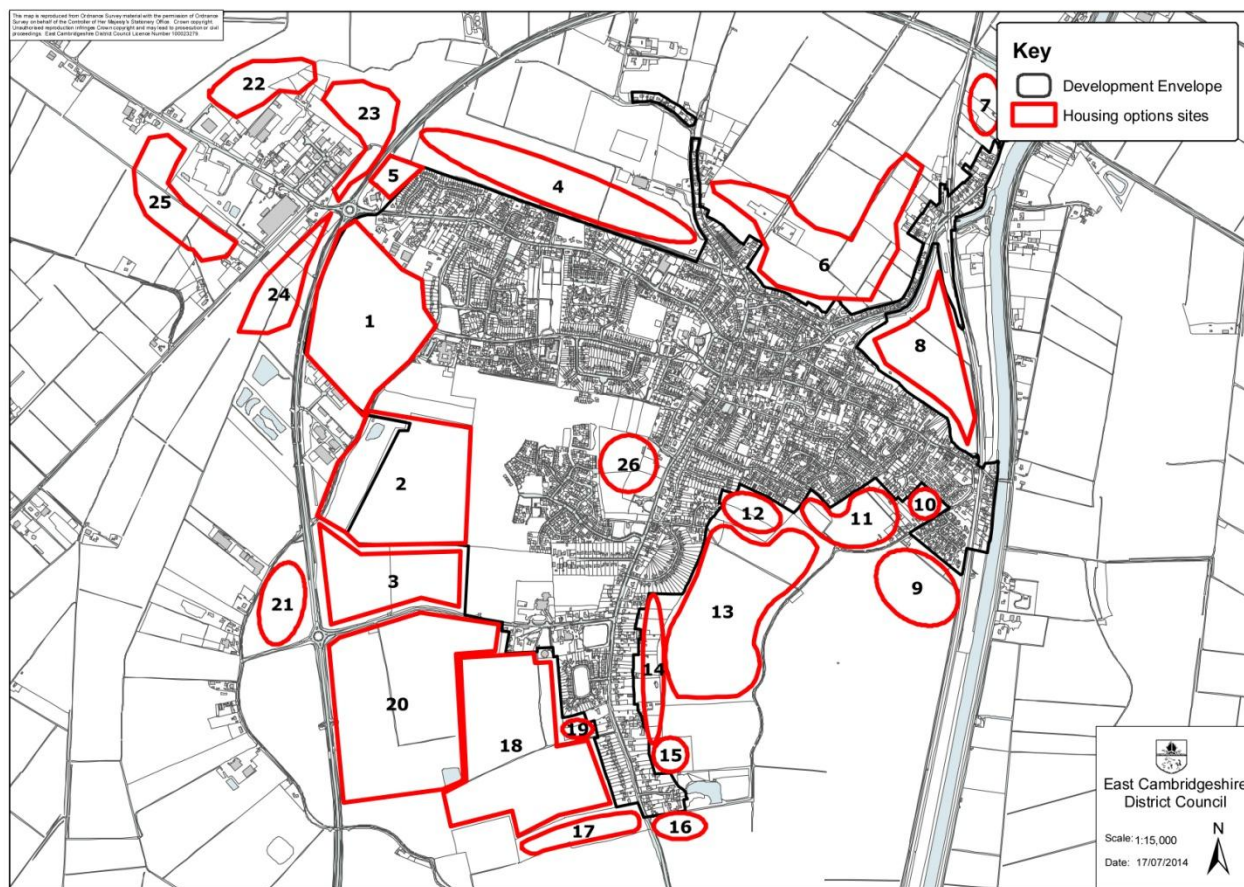 This map is reproduced from Ordnance Survey material with the permission of Ordnance
Survey on behalf of the Controller of Her Majesty's Stationery Office. Crown copyright.
Unauthorised reproduction infringes Crown copyright and may lead to prosecution or civil
proceedings. East Cambridgeshire District Council Licence Number 100023279.
Key
Development Envelope
Housing options sites
22
23
7
5
4
25
6
24
1
8
2
26
12
11
10
3
21
9
13
14
20
18
19
15
17
16
East Cambridgeshire
District Council
Scale: 1:15,000
N
Date: 17/07/2014